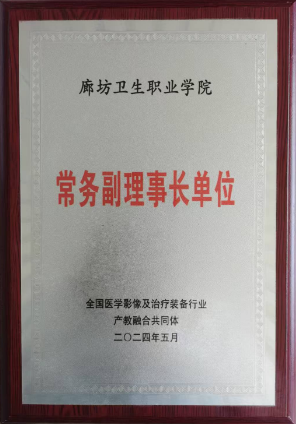 廊坊卫生职业学院
常务副理事长单位
全国医学影像及治疗装备行业
产教融合共同体
二〇二四年五月